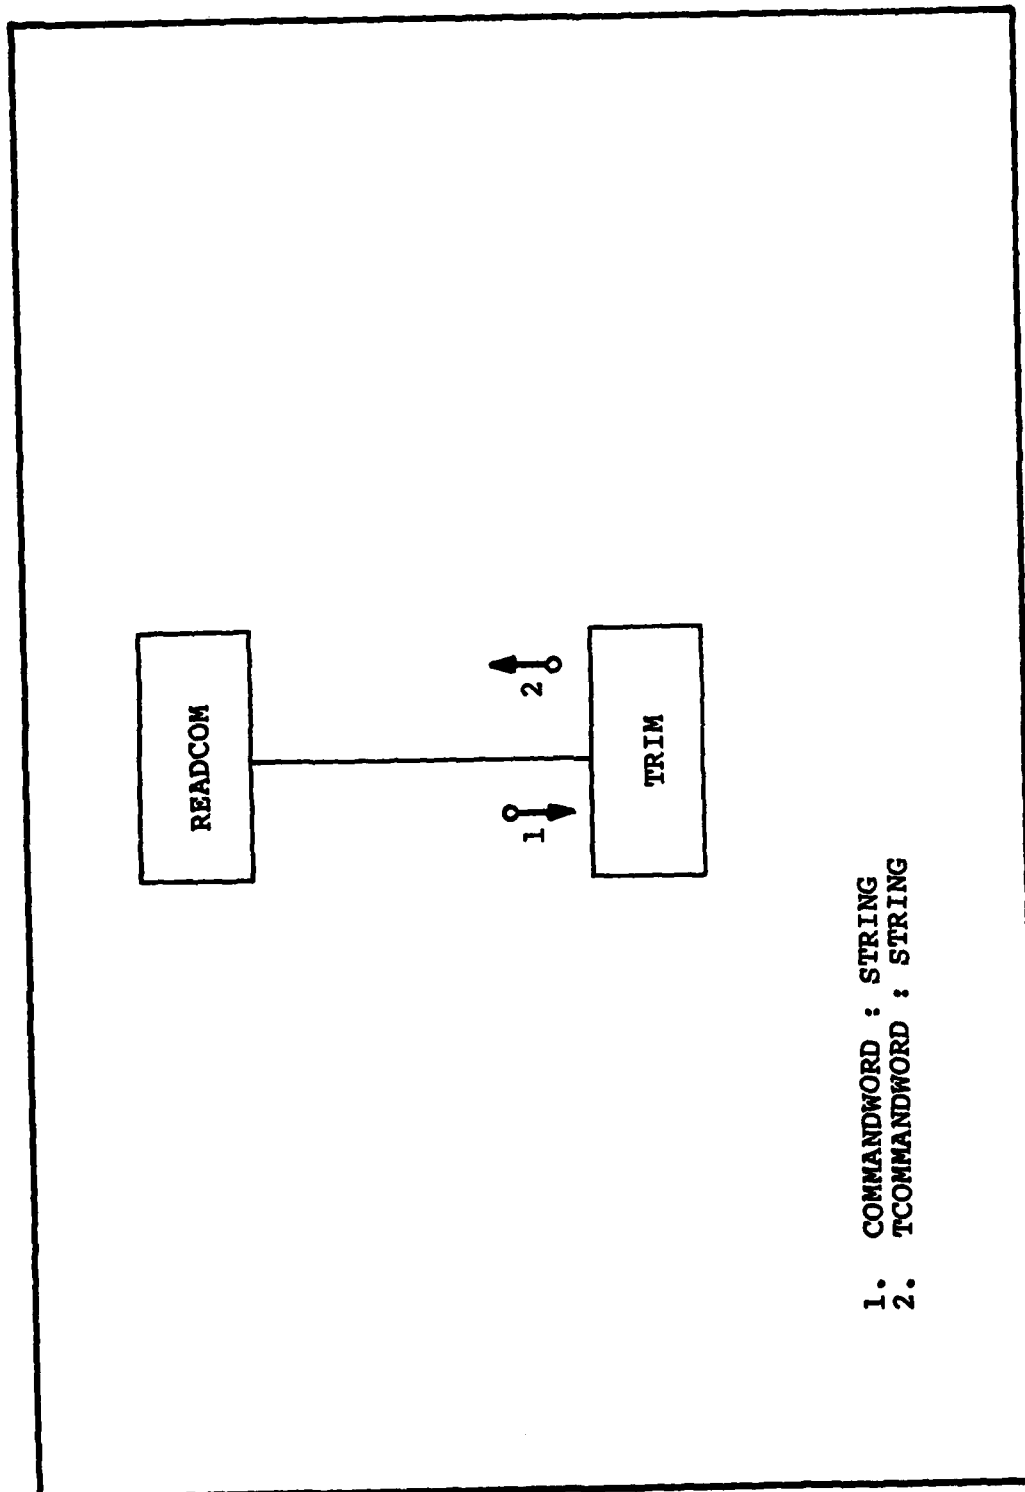 READCOM
1
2
TRIM
1. COMMANDWORD : STRING
2. TCOMMANDWORD : STRING